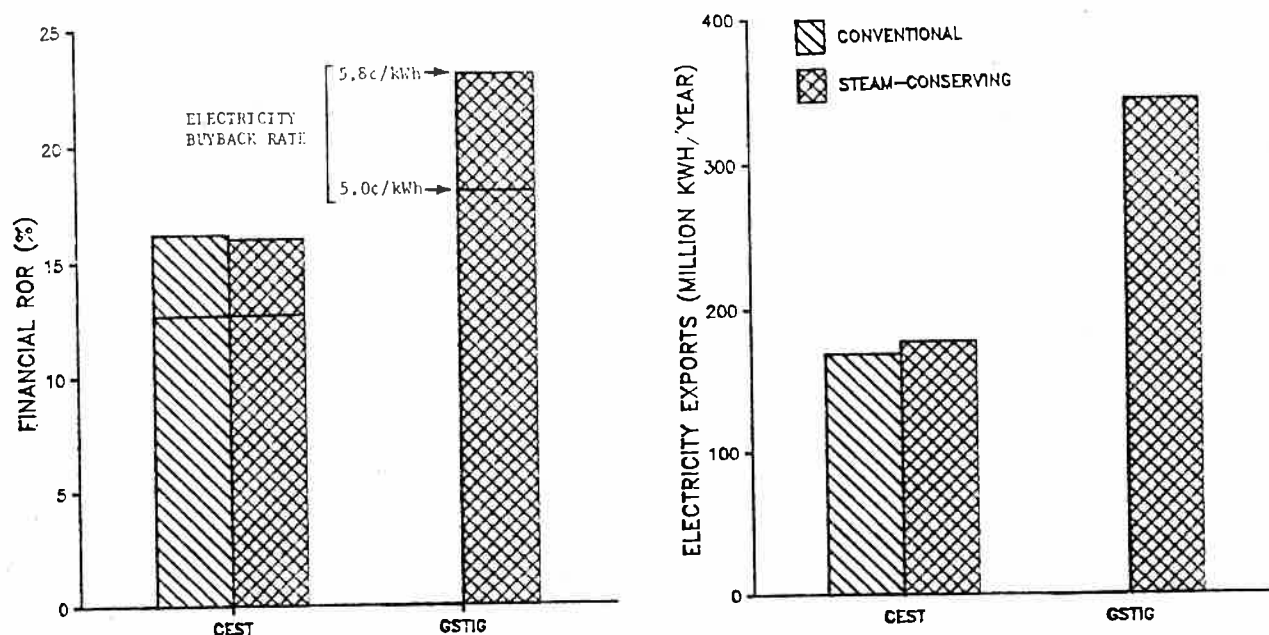 25
20
15
10
5
0
FINANCIAL ROR (%)
ELECTRICITY
BUYBACK RATE
5.8¢/kWh
5.0¢/kWh
CEST
GSTIG
400
300
200
100
0
ELECTRICITY EXPORTS (MILLION KWH/YEAR)
CONVENTIONAL
STEAM-CONSERVING
CEST
GSTIG